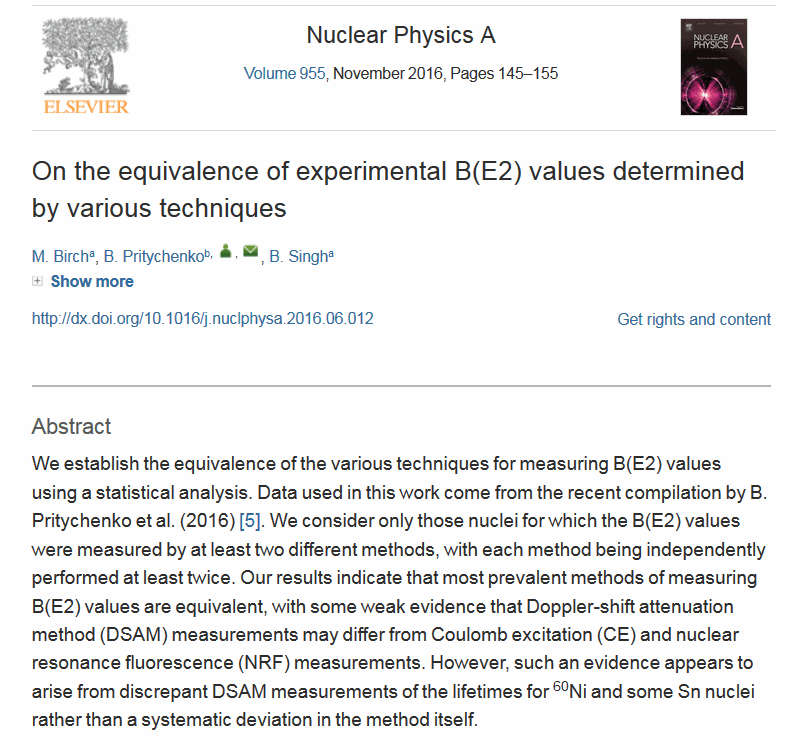 Nuclear Physics A
Volume 955, November 2016, Pages 145–155
ELSEVIER
NUCLEAR
PHYSICS A
On the equivalence of experimental B(E2) values determined
by various techniques
M. Birchᵃ, B. Pritychenkoᵇ, , , B. Singhᵃ
Show more
http://dx.doi.org/10.1016/j.nuclphysa.2016.06.012
Get rights and content
Abstract
We establish the equivalence of the various techniques for measuring B(E2) values
using a statistical analysis. Data used in this work come from the recent compilation by B.
Pritychenko et al. (2016) [5]. We consider only those nuclei for which the B(E2) values
were measured by at least two different methods, with each method being independently
performed at least twice. Our results indicate that most prevalent methods of measuring
B(E2) values are equivalent, with some weak evidence that Doppler-shift attenuation
method (DSAM) measurements may differ from Coulomb excitation (CE) and nuclear
resonance fluorescence (NRF) measurements. However, such an evidence appears to
arise from discrepant DSAM measurements of the lifetimes for ⁶⁰Ni and some Sn nuclei
rather than a systematic deviation in the method itself.